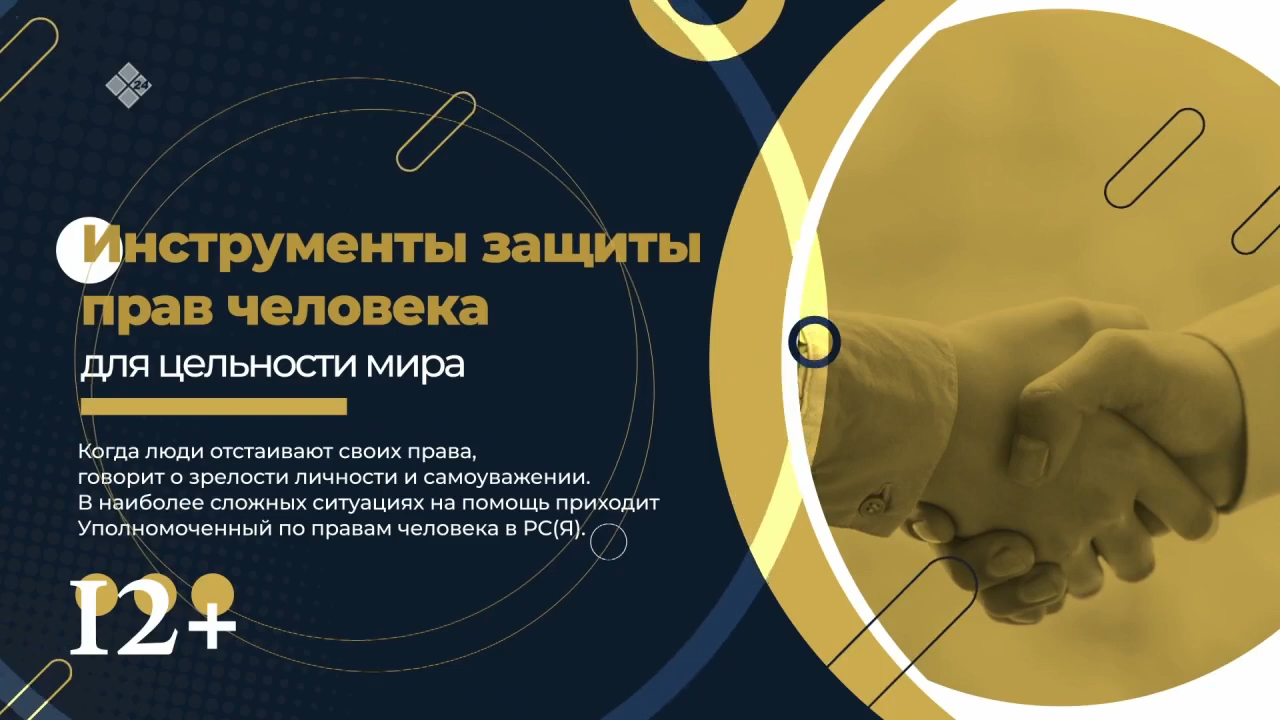 24
Инструменты защиты
прав человека
для цельности мира
Когда люди отстаивают своих права,
говорит о зрелости личности и самоуважении.
В наиболее сложных ситуациях на помощь приходит
Уполномоченный по правам человека в РС(Я).
12+